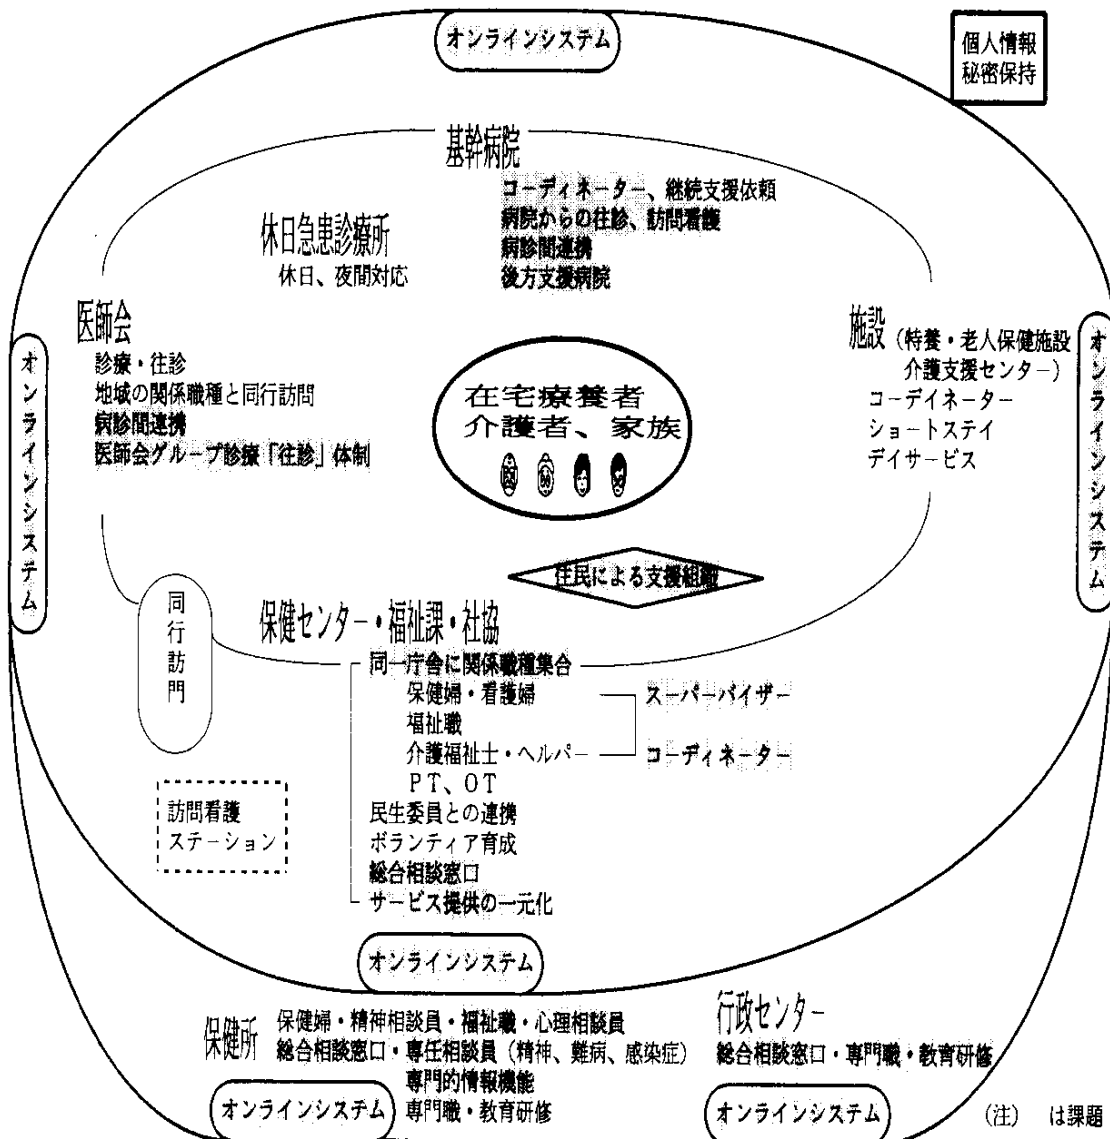 オンラインシステム
個人情報
秘密保持
基幹病院
コーディネーター、継続支援依頼
病院からの往診、訪問看護
病診間連携
後方支援病院
休日急患診療所
休日、夜間対応
医師会
診療・往診
地域の関係職種と同行訪問
病診間連携
医師会グループ診療「往診」体制
施設(特養・老人保健施設
介護支援センター)
コーデイネーター
ショートステイ
デイサービス
オンラインシステム
オンラインシステム
在宅療養者
介護者、家族
住民による支援組織
同行訪問
保健センター・福祉課・社協
同一庁舎に関係職種集合
保健婦・看護婦
スーパーバイザー
福祉職
介護福祉士・ヘルパー
コーディネーター
PT、OT
民生委員との連携
ボランティア育成
総合相談窓口
サービス提供の一元化
訪問看護
ステーション
オンラインシステム
保健所
保健婦・精神相談員・福祉職・心理相談員
総合相談窓口・専任相談員(精神、難病、感染症)
専門的情報機能
専門職・教育研修
オンラインシステム
行政センター
総合相談窓口・専門職・教育研修
オンラインシステム
(注) は課題